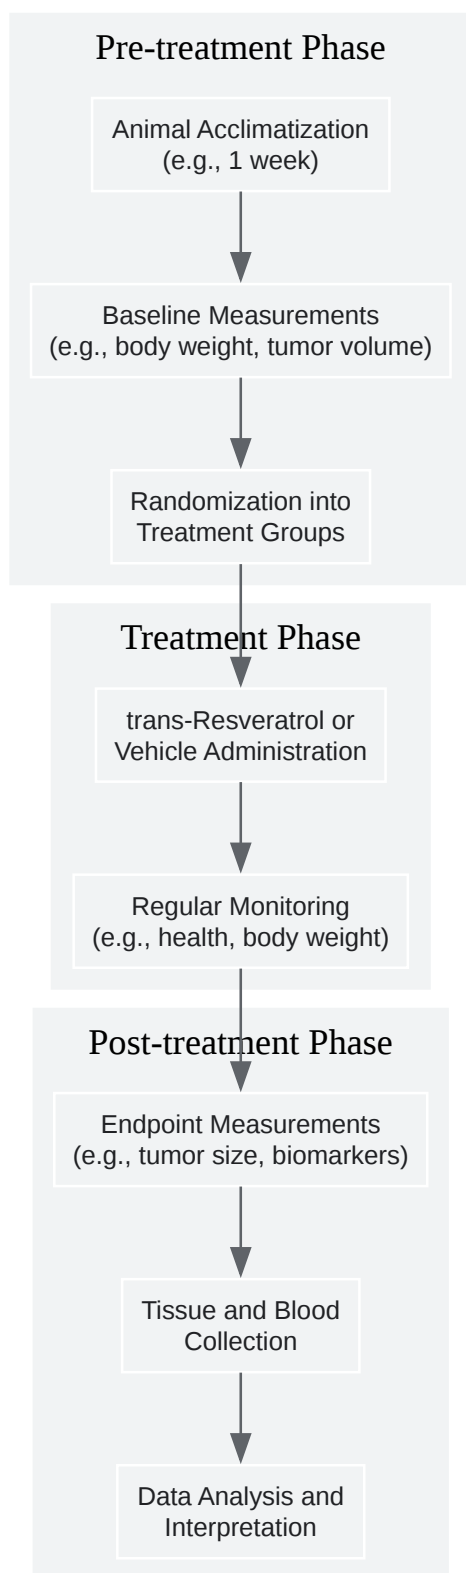 Pre-treatment Phase
Animal Acclimatization
(e.g., 1 week)
Baseline Measurements
(e.g., body weight, tumor volume)
Randomization into
Treatment Groups
Treatment Phase
trans-Resveratrol or
Vehicle Administration
Regular Monitoring
(e.g., health, body weight)
Post-treatment Phase
Endpoint Measurements
(e.g., tumor size, biomarkers)
Tissue and Blood
Collection
Data Analysis and
Interpretation